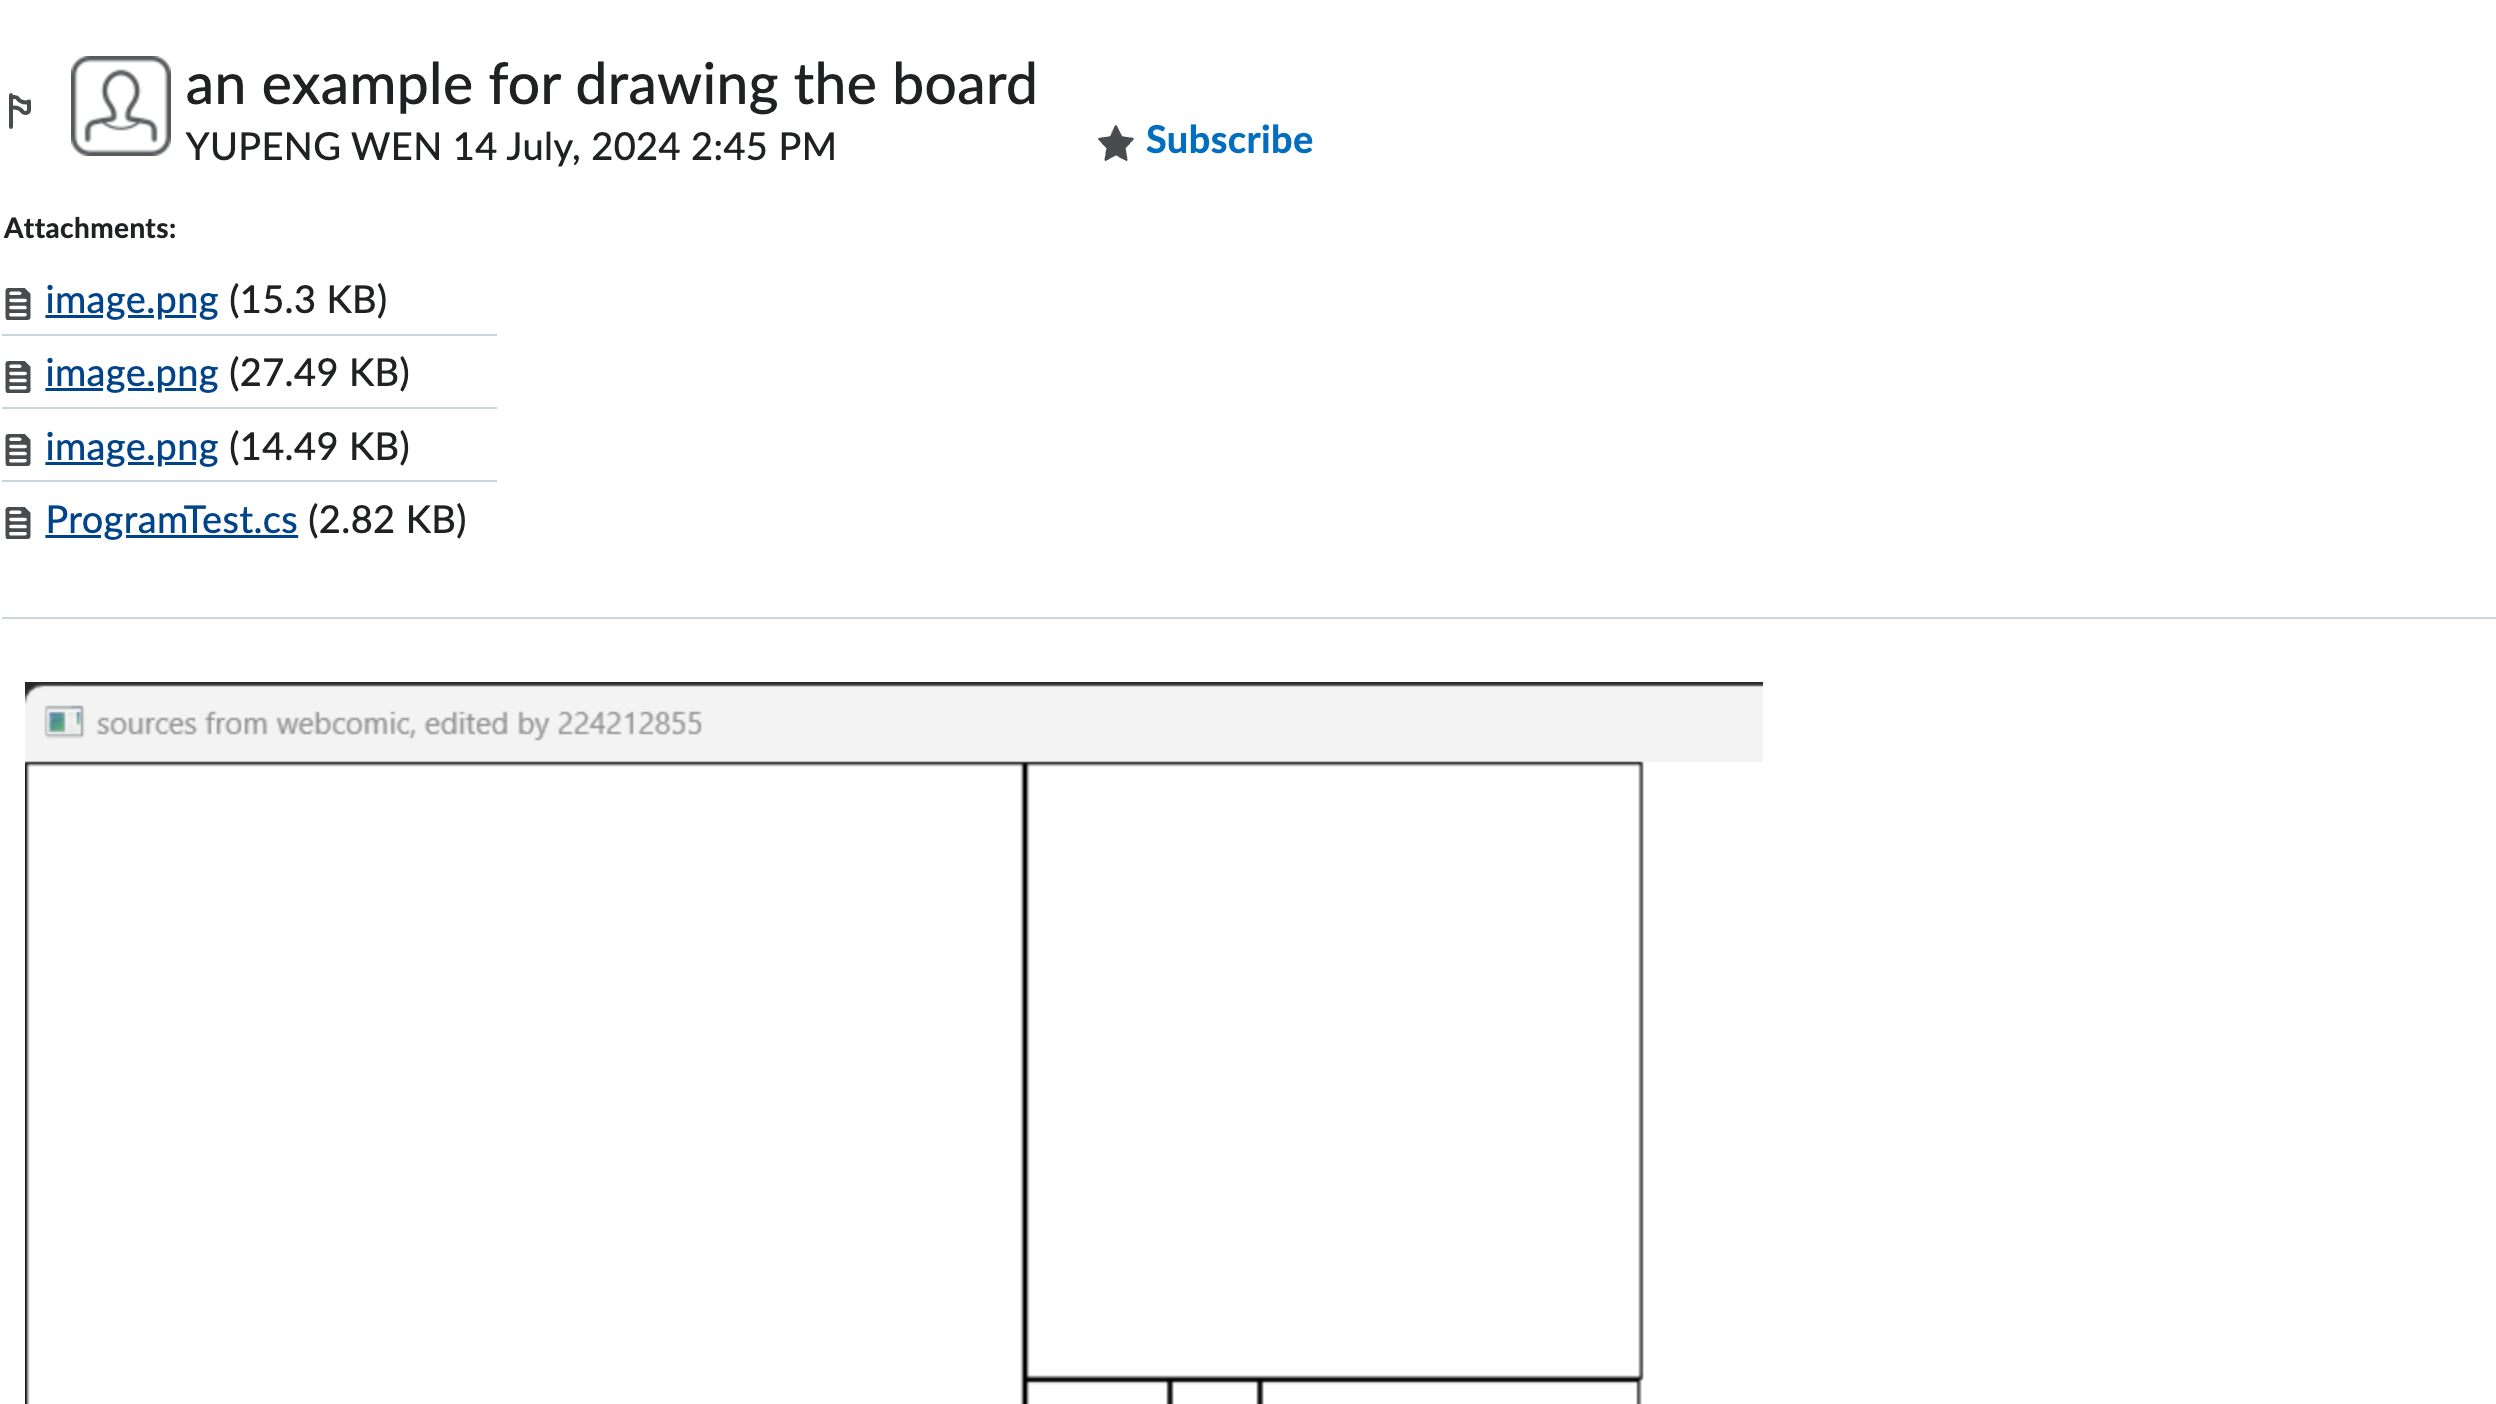 an example for drawing the board
YUPENG WEN 14 July, 2024 2:45 PM
Subscribe
Attachments:
image.png (15.3 KB)
image.png (27.49 KB)
image.png (14.49 KB)
ProgramTest.cs (2.82 KB)
sources from webcomic, edited by 224212855